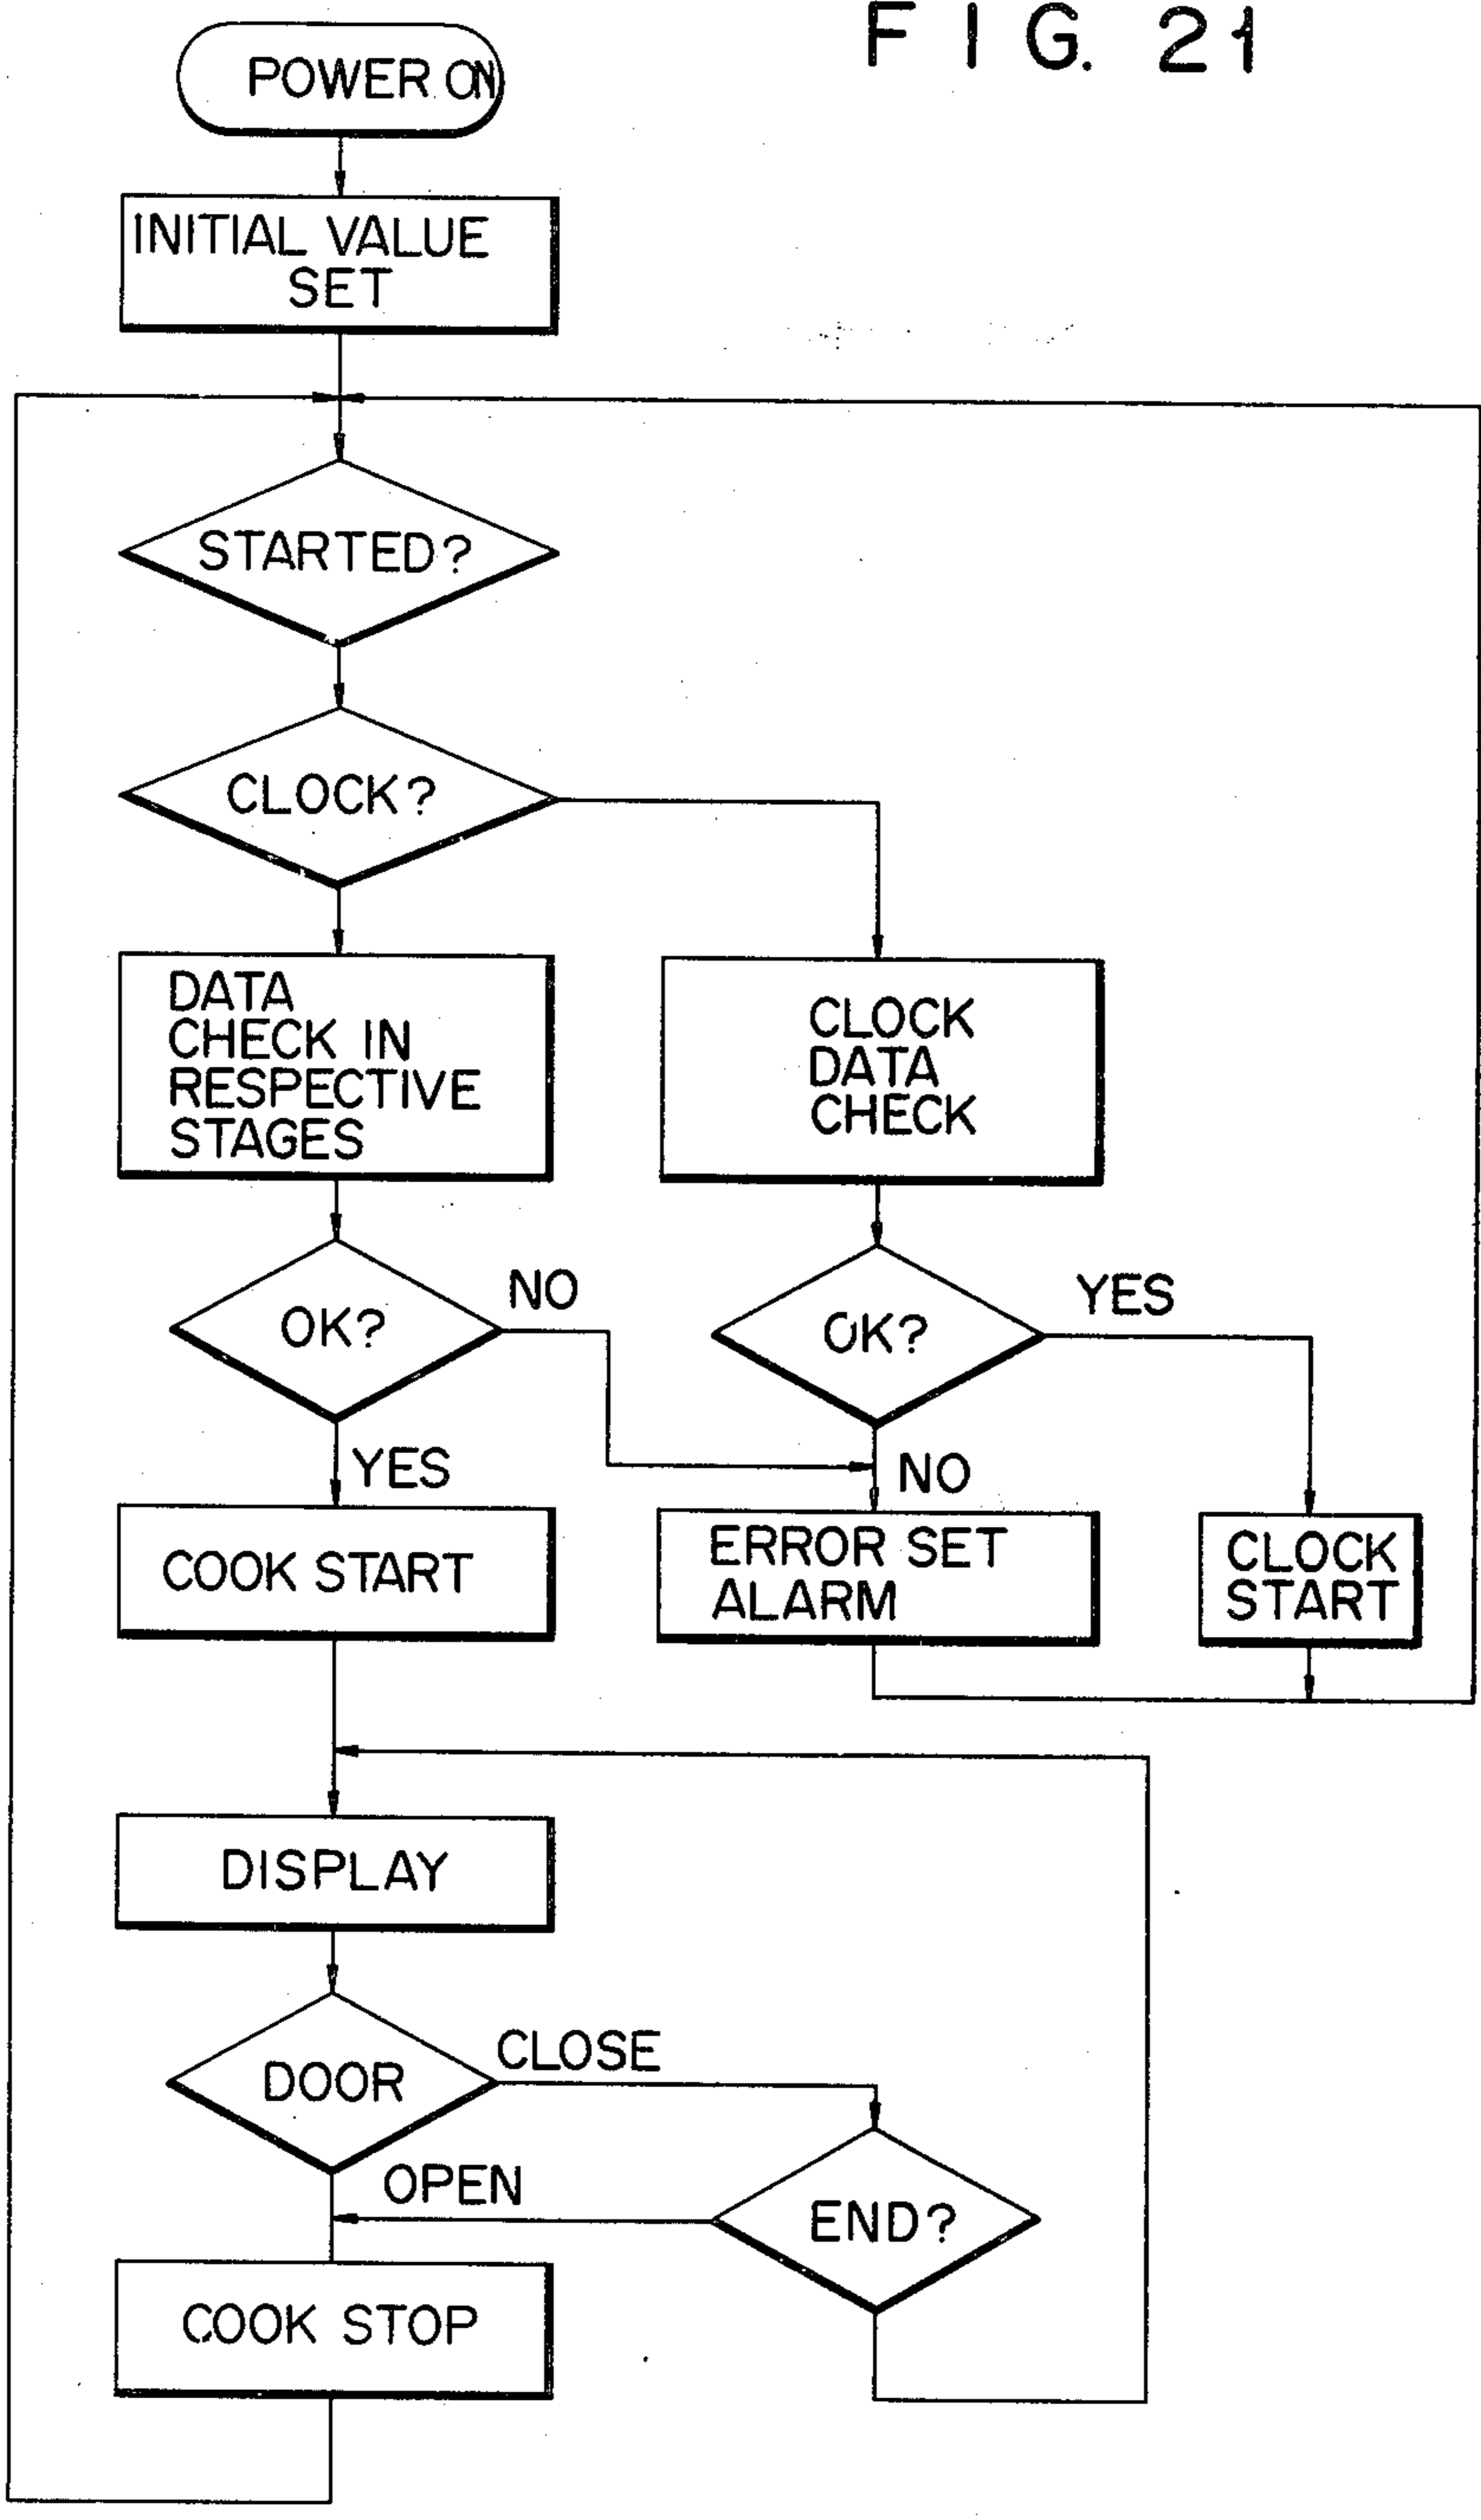 FIG. 21
POWER ON
INITIAL VALUE
SET
STARTED?
CLOCK?
DATA
CHECK IN
RESPECTIVE
STAGES
CLOCK
DATA
CHECK
OK?
NO
OK?
YES
YES
NO
COOK START
ERROR SET
ALARM
CLOCK
START
DISPLAY
DOOR
CLOSE
OPEN
END?
COOK STOP